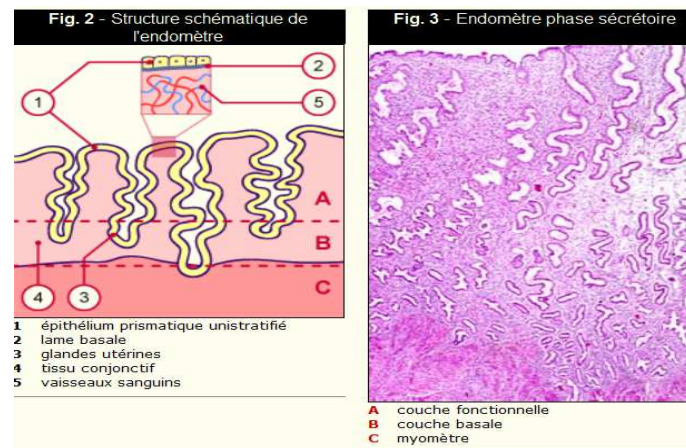 Fig. 2 - Structure schématique de
l'endomètre
1
2
5
A
B
C
4
3
1 épithélium prismatique unistratifié
2 lame basale
3 glandes utérines
4 tissu conjonctif
5 vaisseaux sanguins
Fig. 3 - Endomètre phase sécrétoire
A couche fonctionnelle
B couche basale
C myomètre